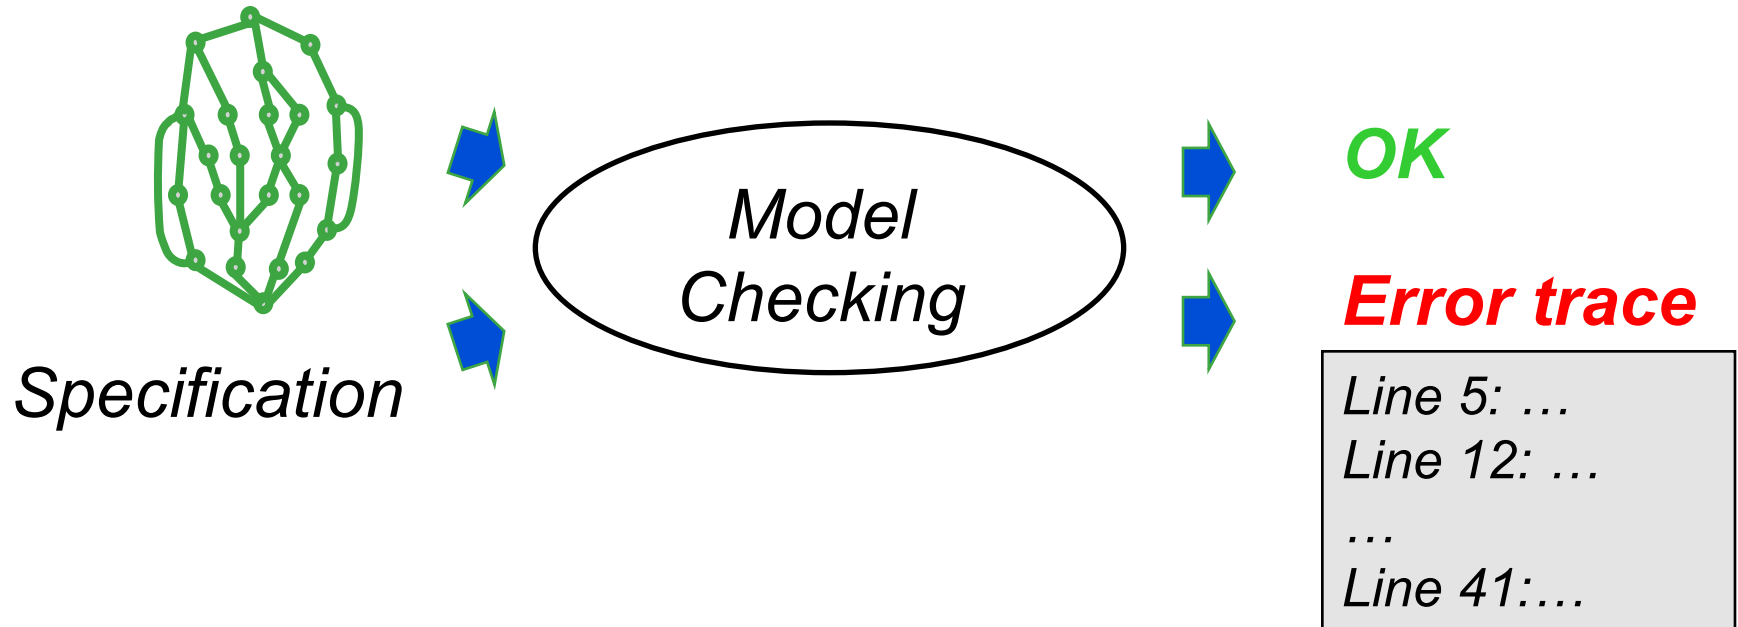 Specification
Model
Checking
OK
Error trace
Line 5: …
Line 12: …
…
Line 41:…